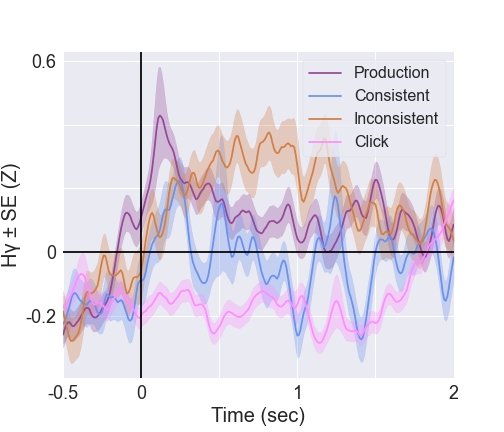 Production
Consistent
Inconsistent
Click
0.6
0
-0.2
Hγ ± SE (Z)
-0.5 0 1 2
Time (sec)